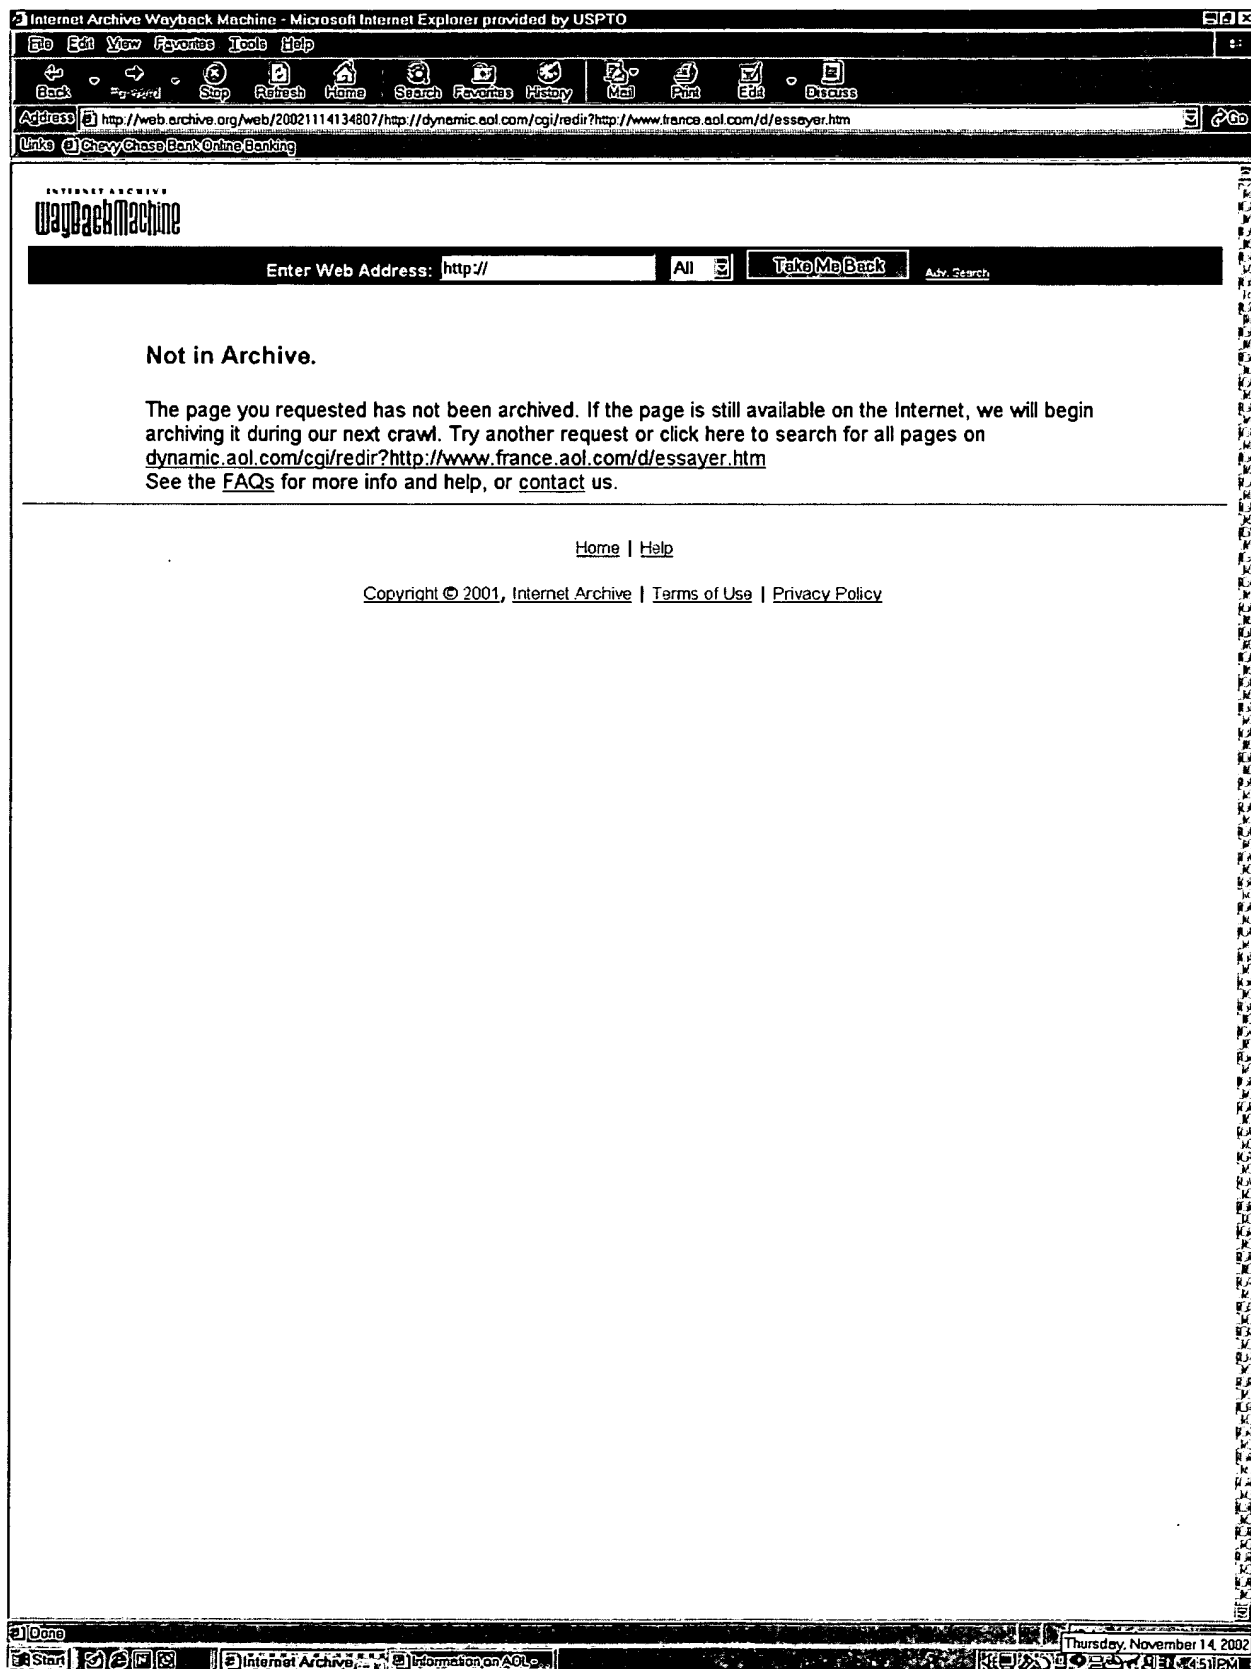 Internet Archive Wayback Machine - Microsoft Internet Explorer provided by USPTO
File Edit View Favorites Tools Help
Back Forward Stop Refresh Home Search Favorites History Mail Print Edit Discuss
Address http://web.archive.org/web/20021114134807/http://dynamic.aol.com/cgi/redir?http://www.france.aol.com/d/essayer.htm Go
Links Chevy Chase Bank Online Banking
INTERNET ARCHIVE
WayBackMachine
Enter Web Address: http:// All Take Me Back Adv. Search
Not in Archive.
The page you requested has not been archived. If the page is still available on the Internet, we will begin
archiving it during our next crawl. Try another request or click here to search for all pages on
dynamic.aol.com/cgi/redir?http://www.france.aol.com/d/essayer.htm
See the FAQs for more info and help, or contact us.
Home | Help
Copyright © 2001, Internet Archive | Terms of Use | Privacy Policy
Done
Thursday, November 14, 2002
Start Internet Archive... Information on AOL - 4:51 PM